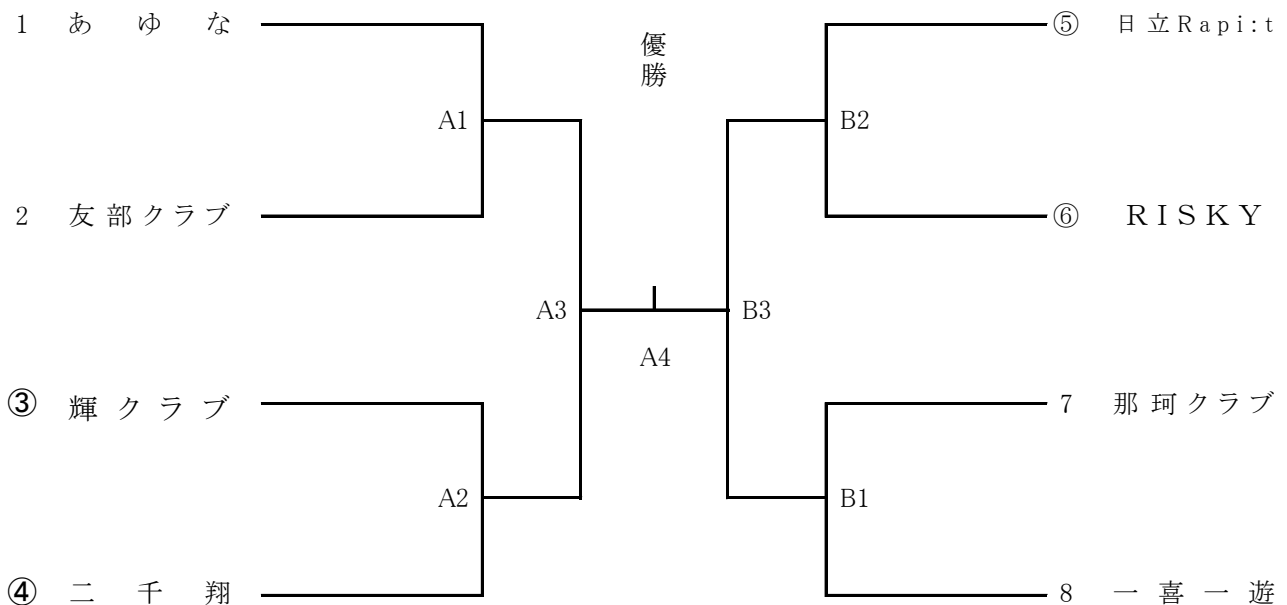 1 あゆな
A1
2 友部クラブ
A3
③ 輝クラブ
A2
④ 二千翔
優勝
A4
⑤ 日立Rapi:t
B2
⑥ RISKY
B3
7 那珂クラブ
B1
8 一喜一遊